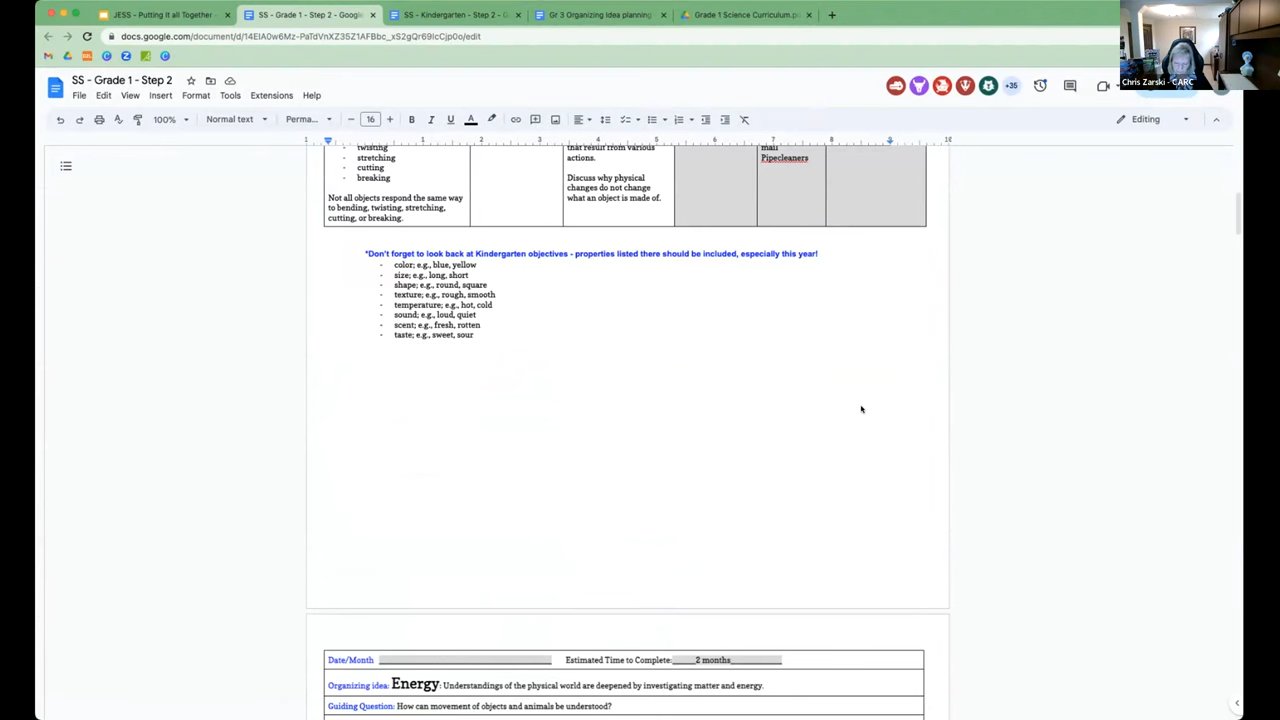 JESS - Putting It all Together
SS - Grade 1 - Step 2 - Google
SS - Kindergarten - Step 2 - G
Gr 3 Organizing Idea planning
Grade 1 Science Curriculum.p
docs.google.com/document/d/14EIA0w6Mz-PaTdVnXZ35Z1AFBbc_xS2gQr69IcCjp0o/edit
SS - Grade 1 - Step 2
File Edit View Insert Format Tools Extensions Help
+35
Chris Zarski - CARC
100% Normal text Perma... 16 Editing
twisting
stretching
cutting
breaking
Not all objects respond the same way
to bending, twisting, stretching,
cutting, or breaking.
that result from various
actions.
Discuss why physical
changes do not change
what an object is made of.
Pipecleaners
*Don't forget to look back at Kindergarten objectives - properties listed there should be included, especially this year!
- color; e.g., blue, yellow
- size; e.g., long, short
- shape; e.g., round, square
- texture; e.g., rough, smooth
- temperature; e.g., hot, cold
- sound; e.g., loud, quiet
- scent; e.g., fresh, rotten
- taste; e.g., sweet, sour
Date/Month Estimated Time to Complete: 2 months
Organizing idea: Energy: Understandings of the physical world are deepened by investigating matter and energy.
Guiding Question: How can movement of objects and animals be understood?